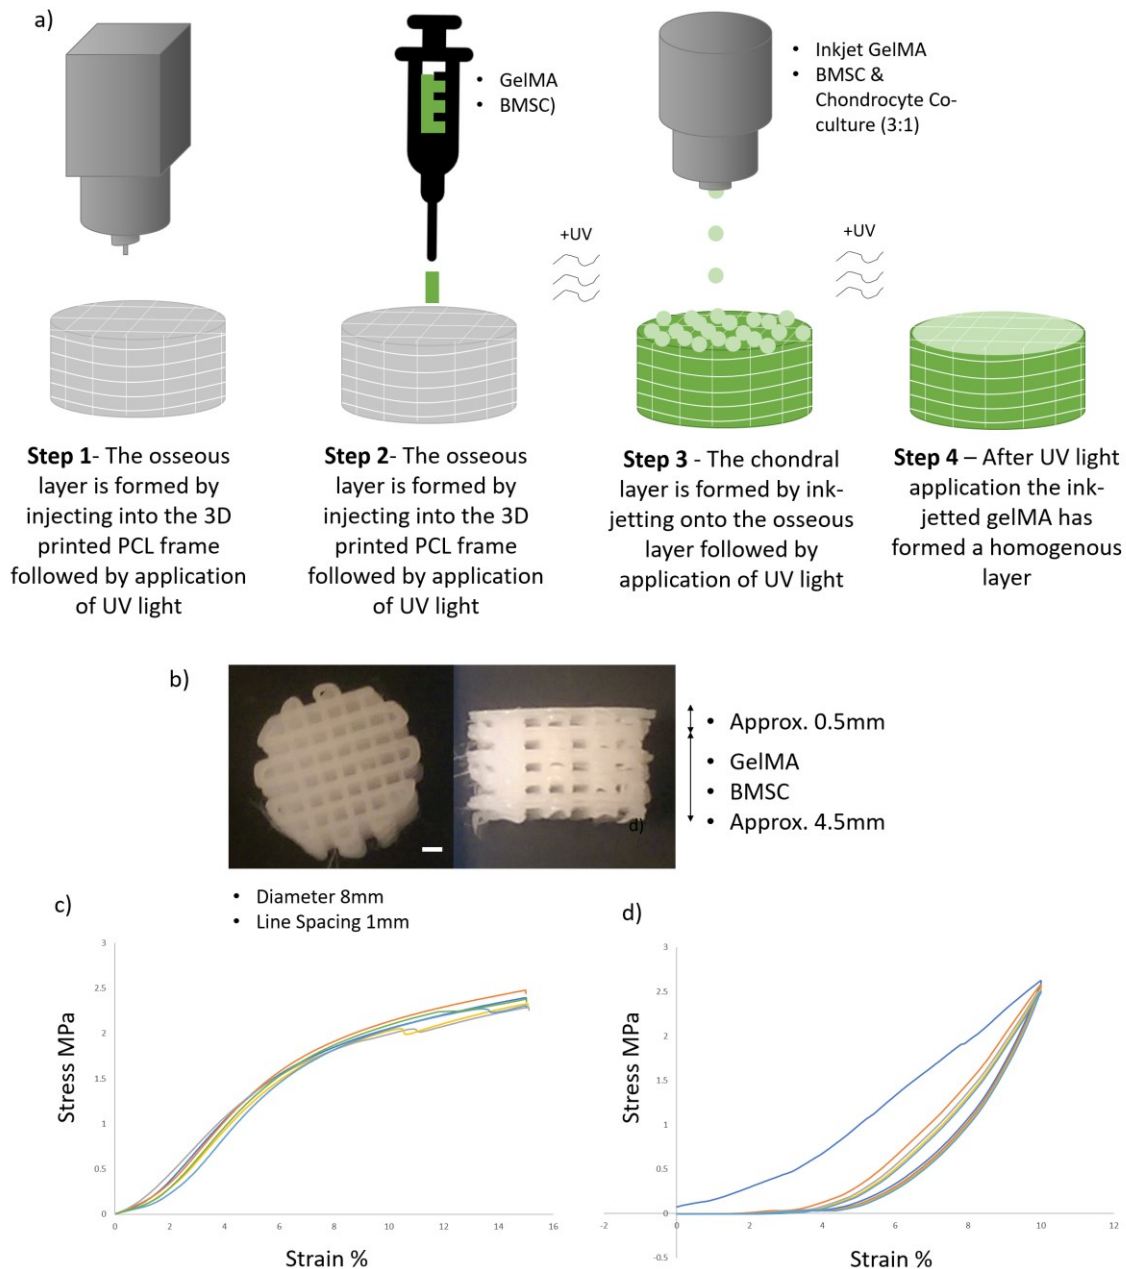 a)
• GelMA
• BMSC)
• Inkjet GelMA
• BMSC &
Chondrocyte Co-
culture (3:1)
+UV
+UV
Step 1- The osseous
layer is formed by
injecting into the 3D
printed PCL frame
followed by application
of UV light
Step 2- The osseous
layer is formed by
injecting into the 3D
printed PCL frame
followed by application
of UV light
Step 3 - The chondral
layer is formed by ink-
jetting onto the osseous
layer followed by
application of UV light
Step 4 – After UV light
application the ink-
jetted gelMA has
formed a homogenous
layer
b)
• Approx. 0.5mm
• GelMA
• BMSC
• Approx. 4.5mm
d)
• Diameter 8mm
• Line Spacing 1mm
c)
3
2.5
2
1.5
1
0.5
0
0 2 4 6 8 10 12 14 16
Stress MPa
Strain %
d)
3
2.5
2
1.5
1
0.5
0
-0.5
-2 0 2 4 6 8 10 12
Stress MPa
Strain %